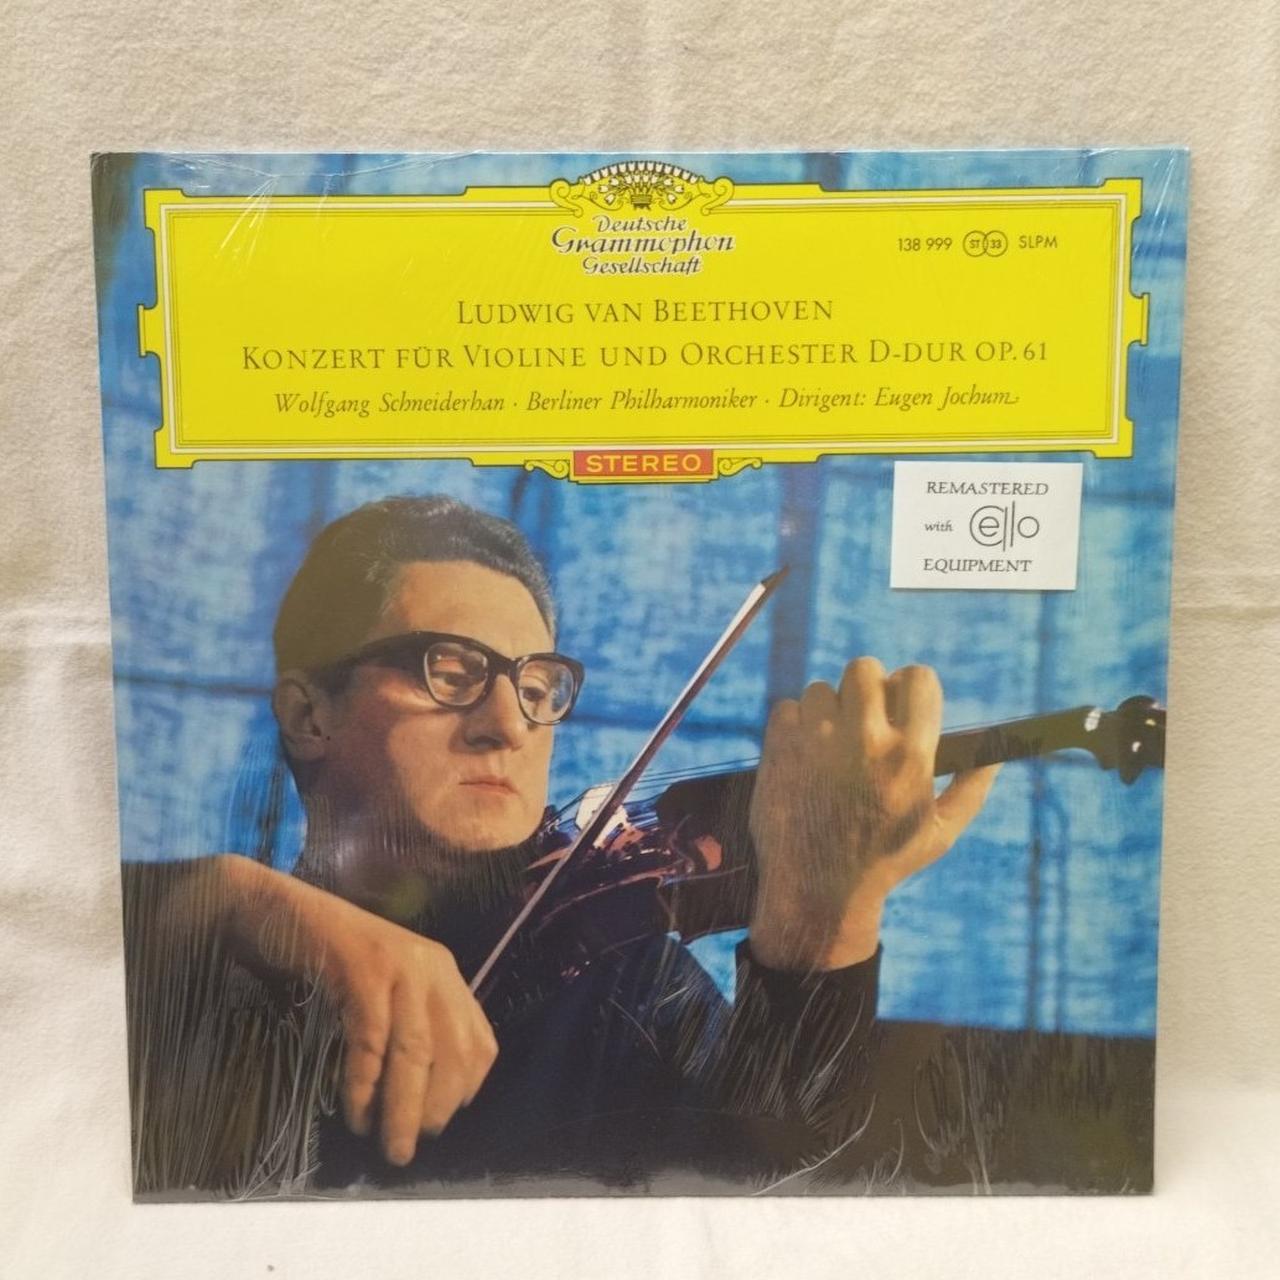 Deutsche
Grammophon
Gesellschaft
138 999 ST 33 SLPM
LUDWIG VAN BEETHOVEN
KONZERT FÜR VIOLINE UND ORCHESTER D-DUR OP. 61
Wolfgang Schneiderhan · Berliner Philharmoniker · Dirigent: Eugen Jochum
STEREO
REMASTERED
with Cello
EQUIPMENT